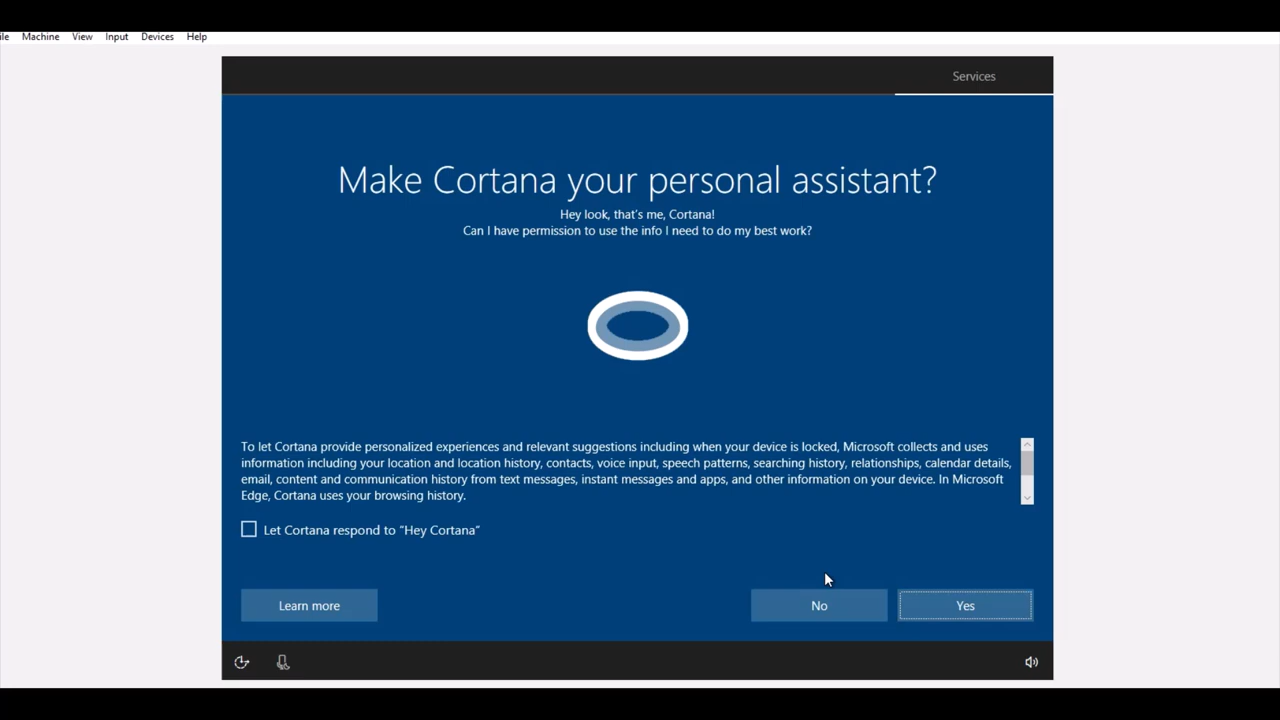 Machine View Input Devices Help
Services
Make Cortana your personal assistant?
Hey look, that's me, Cortana!
Can I have permission to use the info I need to do my best work?
To let Cortana provide personalized experiences and relevant suggestions including when your device is locked, Microsoft collects and uses
information including your location and location history, contacts, voice input, speech patterns, searching history, relationships, calendar details,
email, content and communication history from text messages, instant messages and apps, and other information on your device. In Microsoft
Edge, Cortana uses your browsing history.
Let Cortana respond to "Hey Cortana"
Learn more No Yes